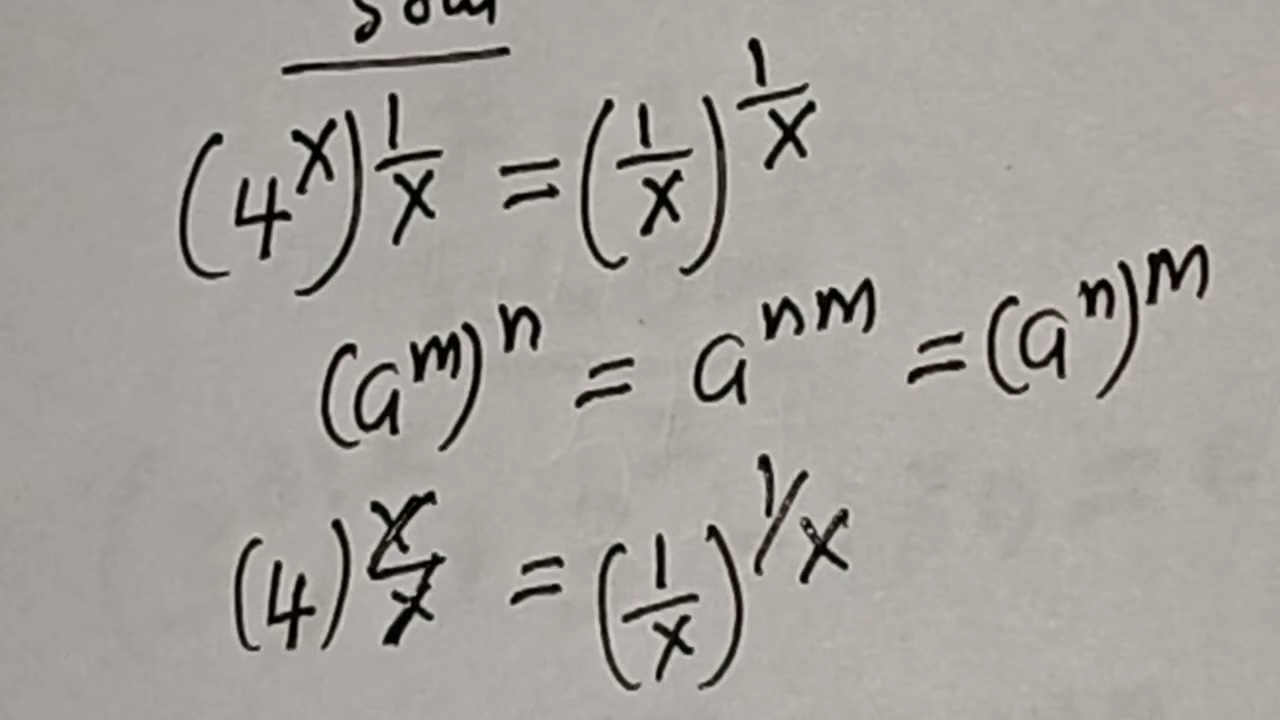 (4^x)^(1/x) = (1/x)^(1/x)
(a^m)^n = a^nm = (a^n)^m
(4)^(x/x) = (1/x)^1/x